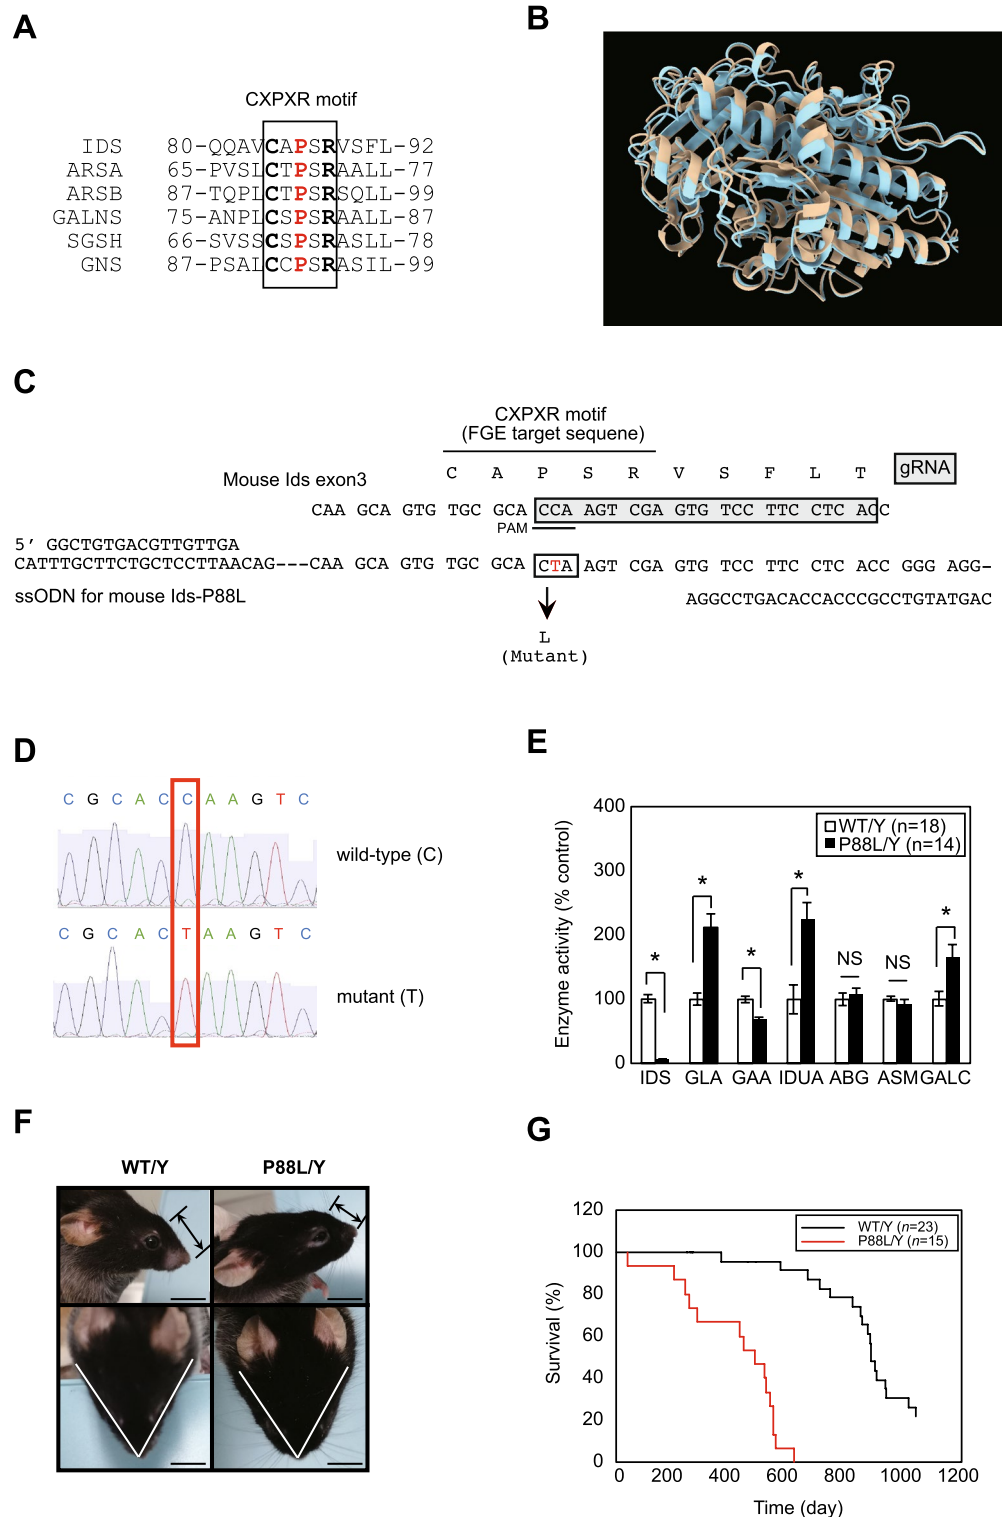 A
CXPXR motif
IDS 80-QQAVCAPSRVSFL-92
ARSA 65-PVSLCTPSRAALL-77
ARSB 87-TQPLCTPSRSQLL-99
GALNS 75-ANPLCSPSRAALL-87
SGSH 66-SVSSCSPSRASLL-78
GNS 87-PSALCCPSRASIL-99
B
C
CXPXR motif
(FGE target sequene)
C A P S R V S F L T
gRNA
Mouse Ids exon3
CAA GCA GTG TGC GCA CCA AGT CGA GTG TCC TTC CTC ACC
PAM
5' GGCTGTGACGTTGTTGA
CATTTGCTTCTGCTCCTTAACAG---CAA GCA GTG TGC GCA CTA AGT CGA GTG TCC TTC CTC ACC GGG AGG-
ssODN for mouse Ids-P88L
AGGCCTGACACCACCCGCCTGTATGAC
L
(Mutant)
D
C G C A C C A A G T C
wild-type (C)
C G C A C T A A G T C
mutant (T)
E
Enzyme activity (% control)
400
300
200
100
0
WT/Y (n=18)
P88L/Y (n=14)
* * * * NS NS *
IDS GLA GAA IDUA ABG ASM GALC
F
WT/Y P88L/Y
G
Survival (%)
120
100
80
60
40
20
0
WT/Y (n=23)
P88L/Y (n=15)
0 200 400 600 800 1000 1200
Time (day)